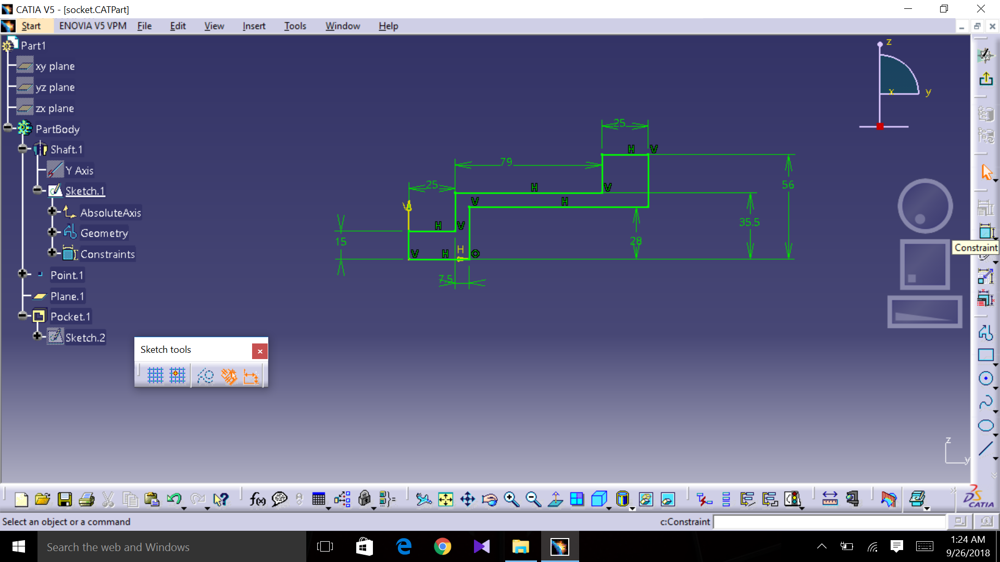 CATIA V5 - [socket.CATPart]
Start ENOVIA V5 VPM File Edit View Insert Tools Window Help
Part1
xy plane
yz plane
zx plane
PartBody
Shaft.1
Y Axis
Sketch.1
AbsoluteAxis
Geometry
Constraints
Point.1
Plane.1
Pocket.1
Sketch.2
z
x
y
25
H V
79
56
25
H V
V H
V
35.5
H V
15
28
H
V H
7.5
Constraint
Sketch tools
z
y
f(x)
CATIA
Select an object or a command
c:Constraint
Search the web and Windows
1:24 AM
9/26/2018